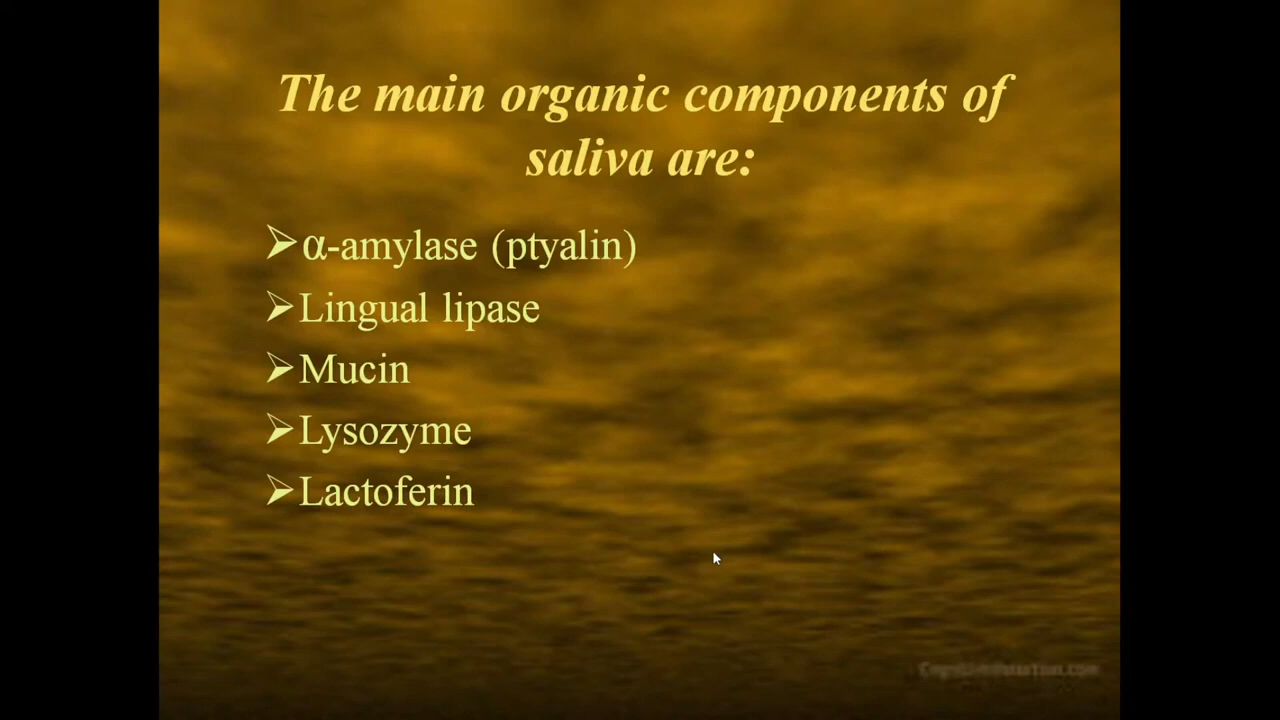 The main organic components of
saliva are:
➢α-amylase (ptyalin)
➢Lingual lipase
➢Mucin
➢Lysozyme
➢Lactoferin